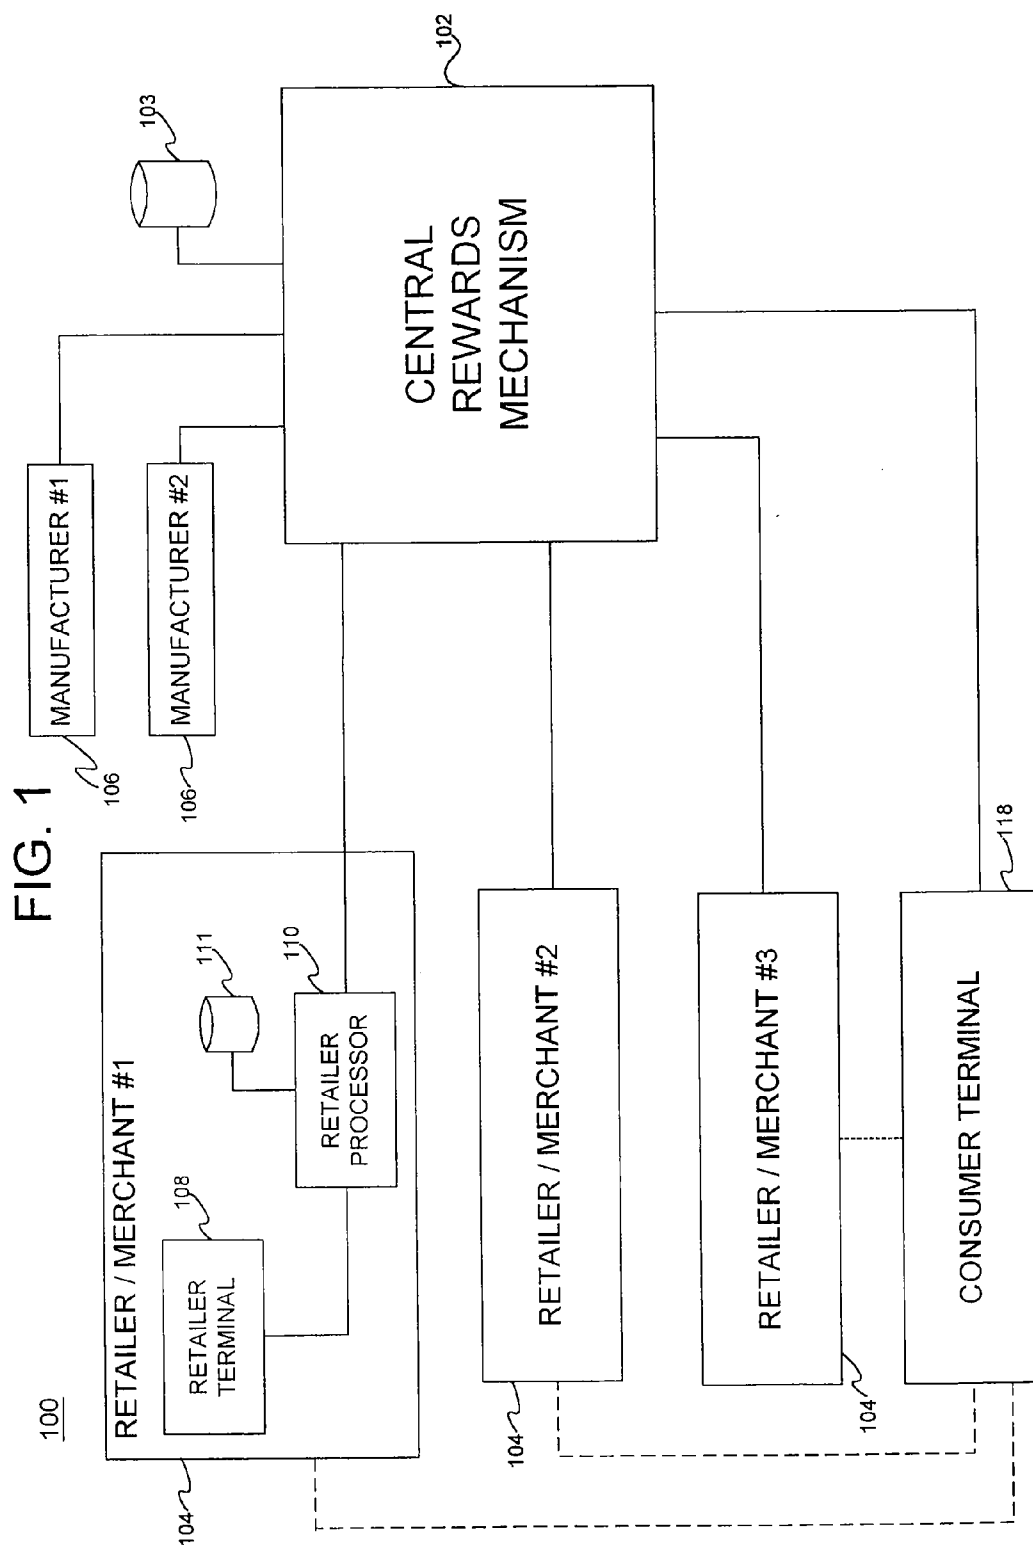 FIG. 1
100
RETAILER / MERCHANT #1
104
RETAILER
TERMINAL
108
RETAILER
PROCESSOR
110
111
MANUFACTURER #1
106
MANUFACTURER #2
106
103
CENTRAL
REWARDS
MECHANISM
102
RETAILER / MERCHANT #2
104
RETAILER / MERCHANT #3
104
CONSUMER TERMINAL
118